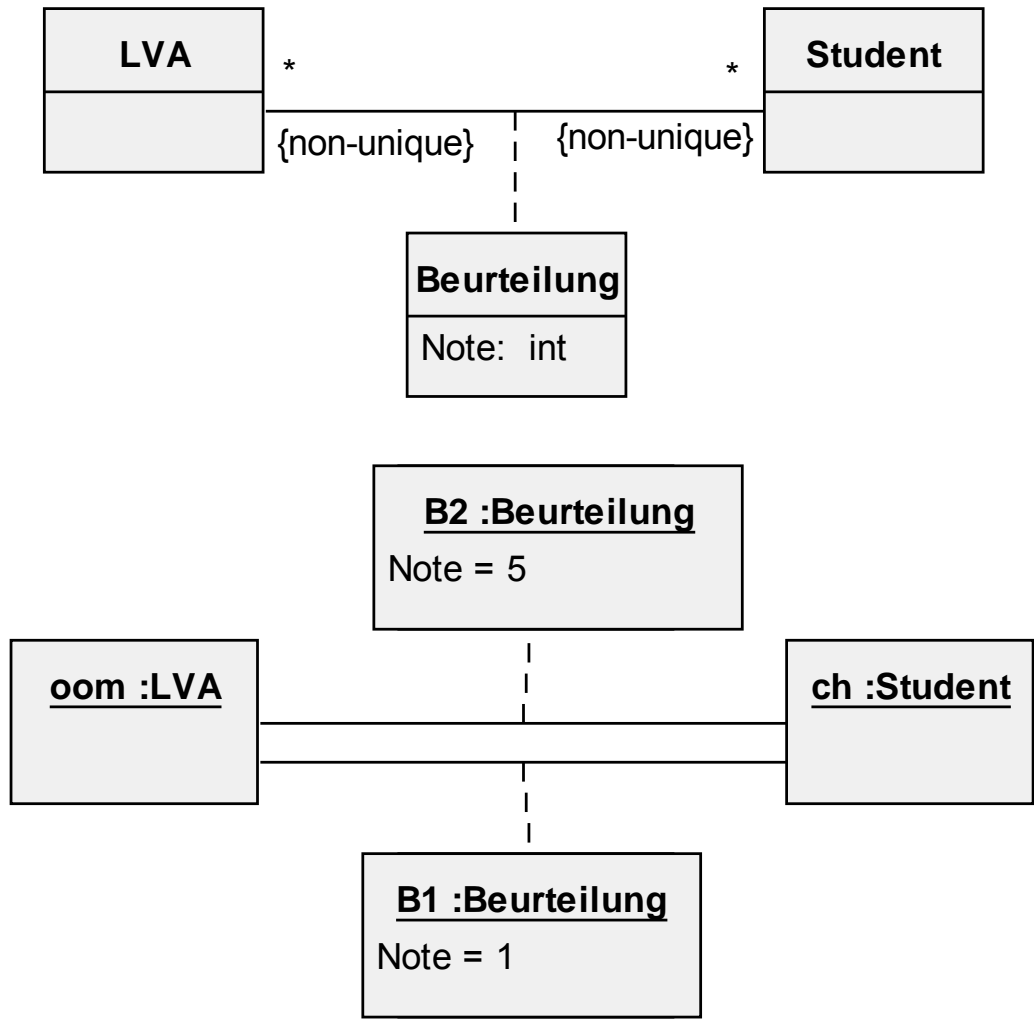 LVA
Student
* *
{non-unique} {non-unique}
Beurteilung
Note: int
B2 :Beurteilung
Note = 5
oom :LVA
ch :Student
B1 :Beurteilung
Note = 1